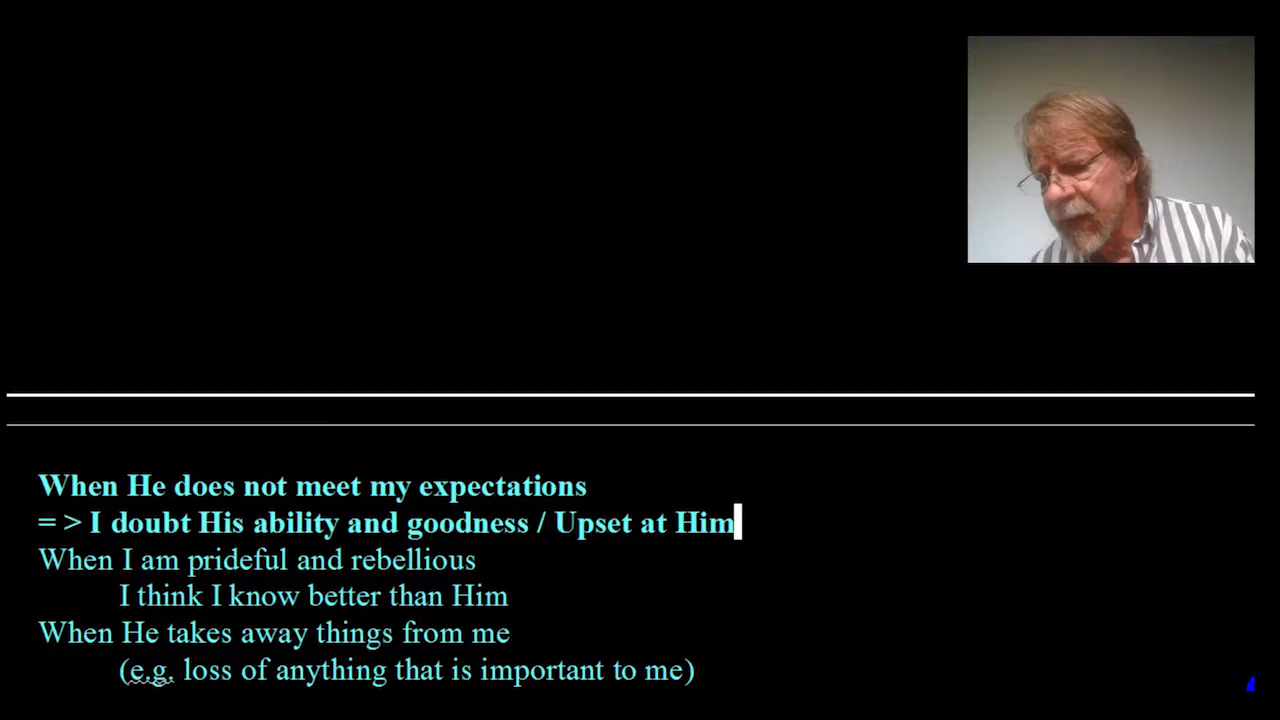 When He does not meet my expectations
= > I doubt His ability and goodness / Upset at Him
When I am prideful and rebellious
I think I know better than Him
When He takes away things from me
(e.g. loss of anything that is important to me)